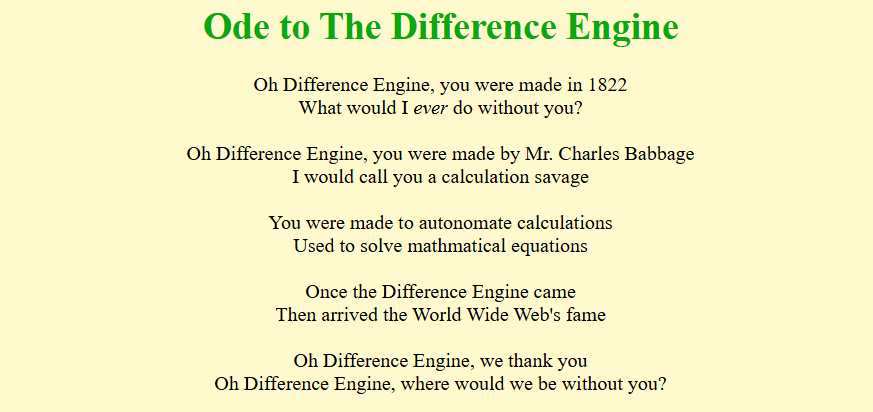 Ode to The Difference Engine
Oh Difference Engine, you were made in 1822
What would I ever do without you?
Oh Difference Engine, you were made by Mr. Charles Babbage
I would call you a calculation savage
You were made to autonomate calculations
Used to solve mathmatical equations
Once the Difference Engine came
Then arrived the World Wide Web's fame
Oh Difference Engine, we thank you
Oh Difference Engine, where would we be without you?